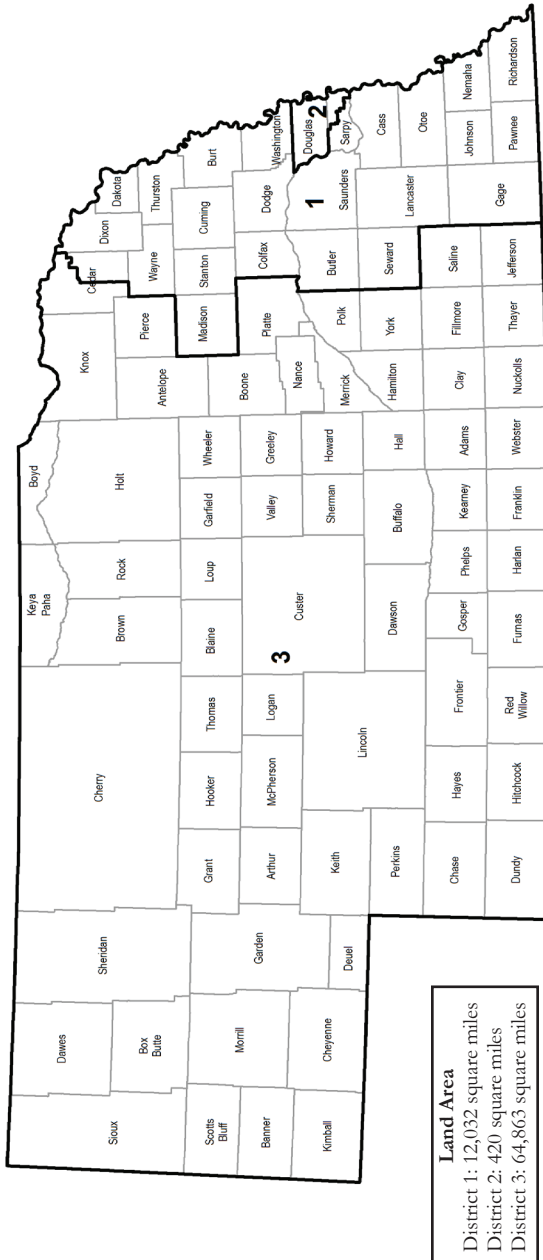 Sioux
Dawes
Box
Butte
Scotts
Bluff
Banner
Kimball
Sheridan
Morrill
Cheyenne
Garden
Deuel
Cherry
Grant
Hooker
Thomas
Arthur
McPherson
Logan
Keith
Lincoln
Perkins
Chase
Hayes
Frontier
Dundy
Hitchcock
Red
Willow
Keya
Paha
Boyd
Brown
Rock
Holt
Blaine
Loup
Garfield
Wheeler
3
Custer
Valley
Greeley
Sherman
Howard
Dawson
Buffalo
Hall
Gosper
Phelps
Kearney
Adams
Furnas
Harlan
Franklin
Webster
Knox
Cedar
Dixon
Dakota
Antelope
Pierce
Wayne
Thurston
Madison
Stanton
Cuming
Burt
Boone
Platte
Colfax
Dodge
Washington
Nance
Merrick
Polk
Butler
Saunders
1
Douglas
2
Sarpy
Cass
Hamilton
York
Seward
Lancaster
Otoe
Clay
Fillmore
Saline
Gage
Johnson
Nemaha
Nuckolls
Thayer
Jefferson
Pawnee
Richardson
Land Area
District 1: 12,032 square miles
District 2: 420 square miles
District 3: 64,863 square miles